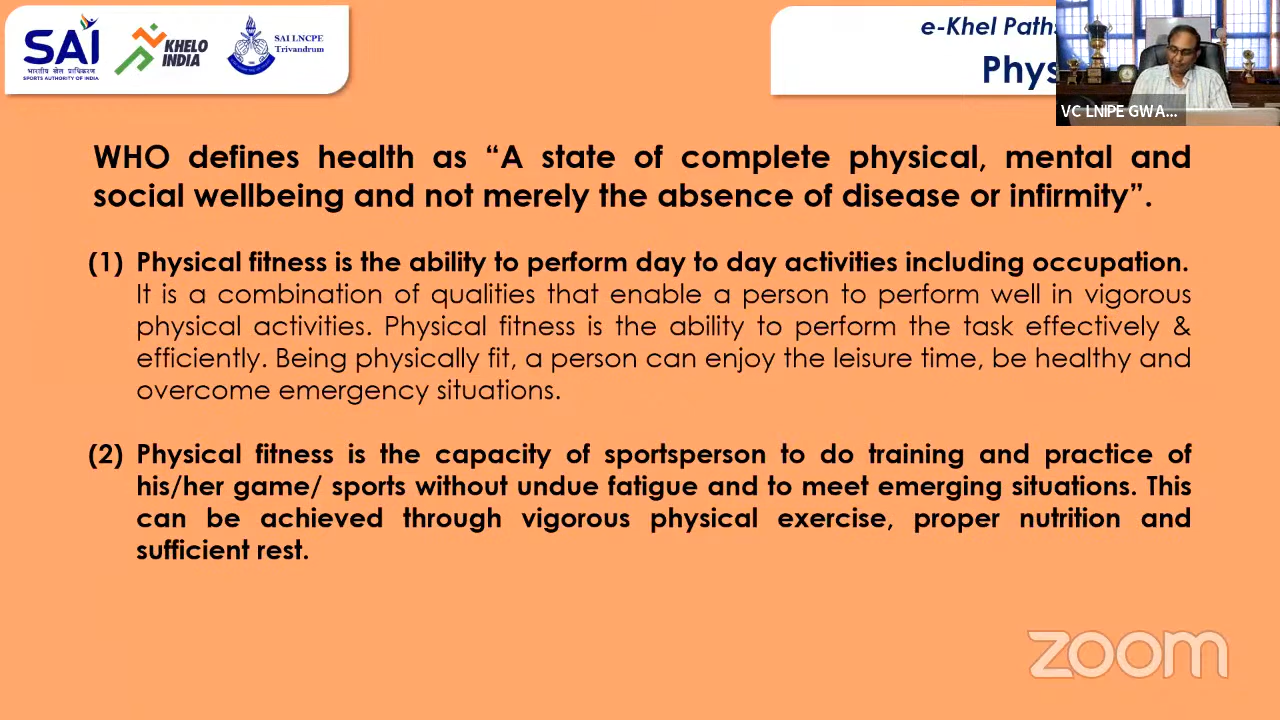 SAI
भारतीय खेल प्राधिकरण
SPORTS AUTHORITY OF INDIA
KHELO
INDIA
SAI LNCPE
Trivandrum
e-Khel Paths
Phys
VC LNIPE GWA...
WHO defines health as “A state of complete physical, mental and
social wellbeing and not merely the absence of disease or infirmity”.
(1) Physical fitness is the ability to perform day to day activities including occupation.
It is a combination of qualities that enable a person to perform well in vigorous
physical activities. Physical fitness is the ability to perform the task effectively &
efficiently. Being physically fit, a person can enjoy the leisure time, be healthy and
overcome emergency situations.
(2) Physical fitness is the capacity of sportsperson to do training and practice of
his/her game/ sports without undue fatigue and to meet emerging situations. This
can be achieved through vigorous physical exercise, proper nutrition and
sufficient rest.
zoom